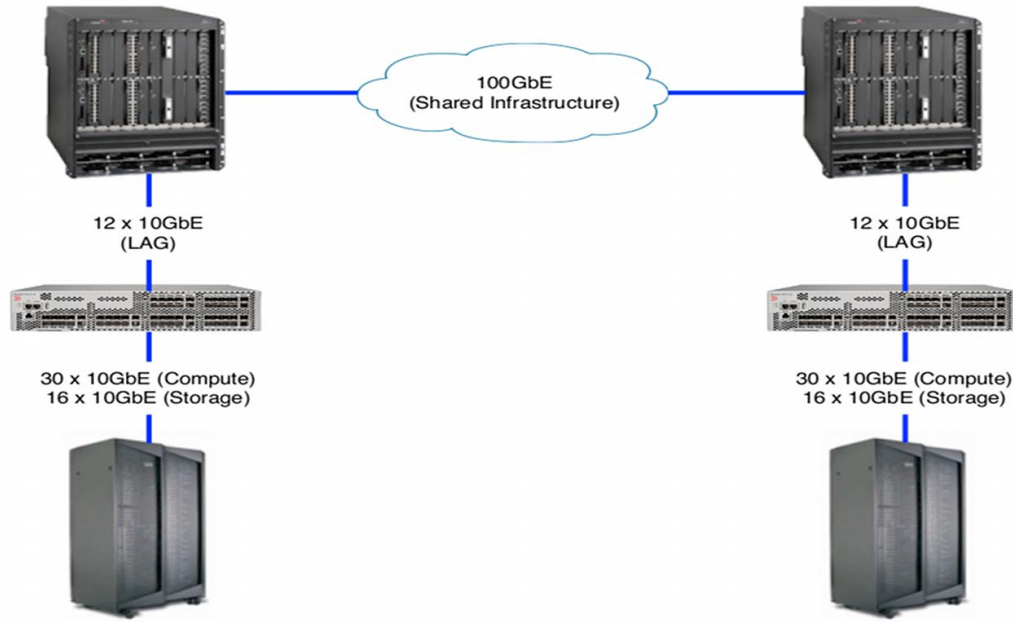 100GbE
(Shared Infrastructure)
12 x 10GbE
(LAG)
12 x 10GbE
(LAG)
30 x 10GbE (Compute)
16 x 10GbE (Storage)
30 x 10GbE (Compute)
16 x 10GbE (Storage)